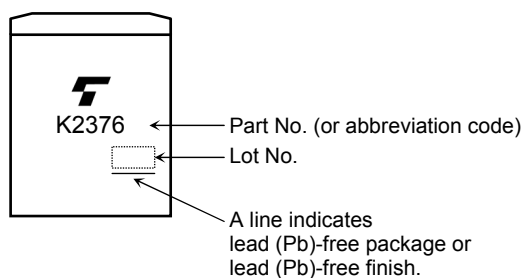 K2376
Part No. (or abbreviation code)
Lot No.
A line indicates
lead (Pb)-free package or
lead (Pb)-free finish.